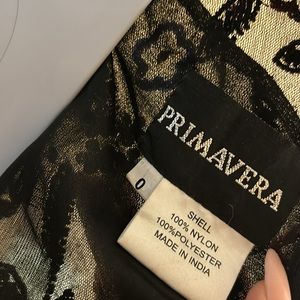 PRIMAVERA
0
SHELL
100% NYLON
100%POLYESTER
MADE IN INDIA